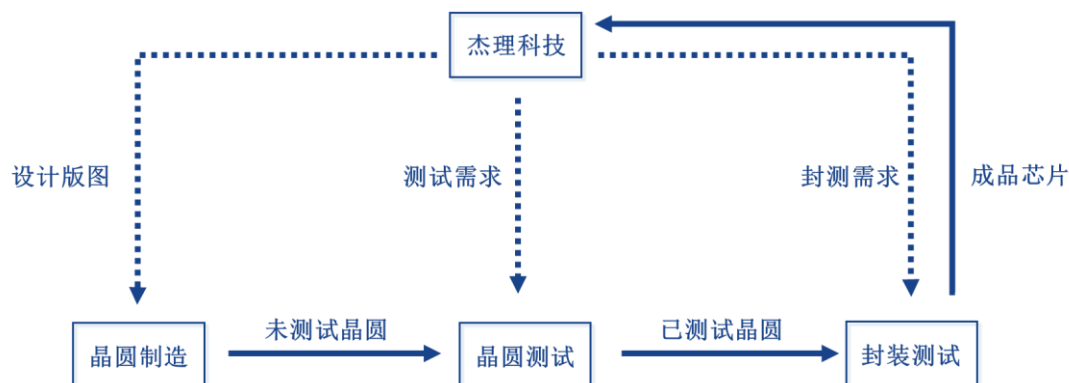 杰理科技
设计版图
测试需求
封测需求
成品芯片
未测试晶圆
已测试晶圆
晶圆制造
晶圆测试
封装测试